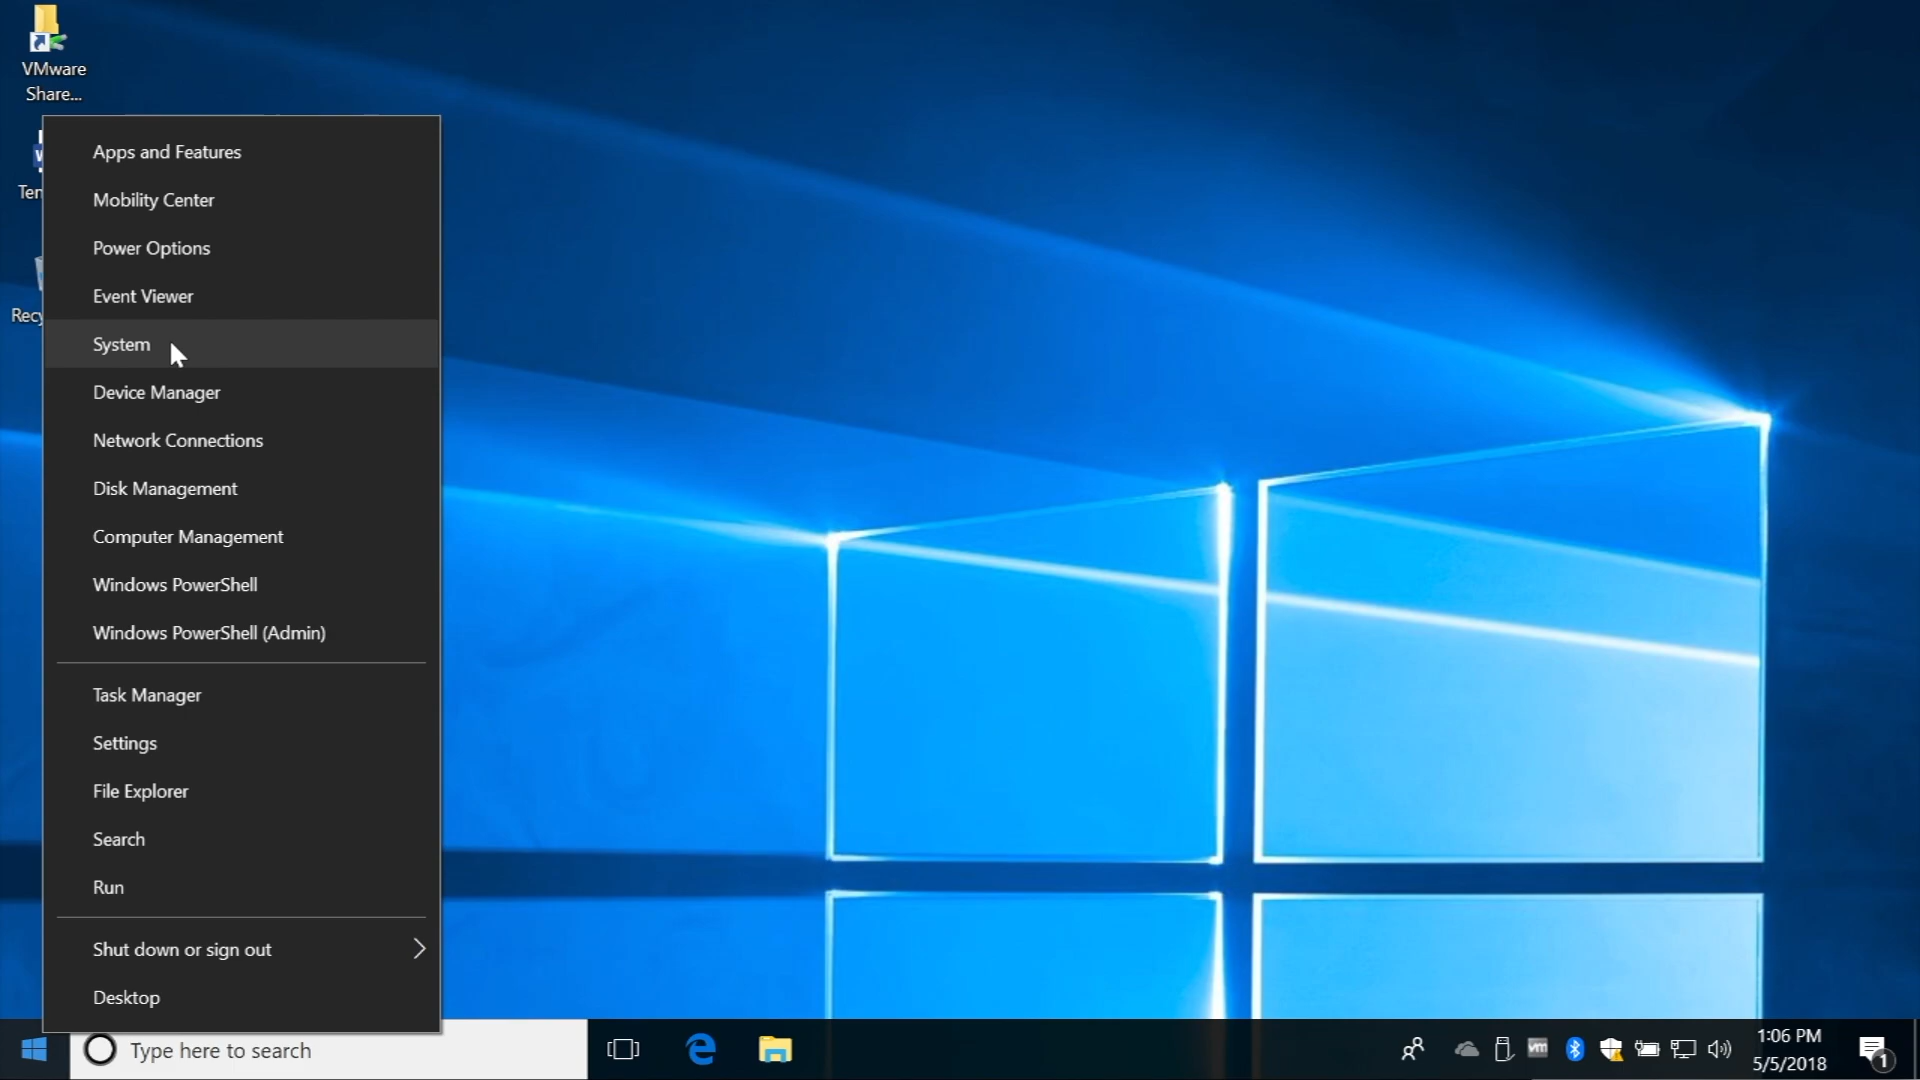 VMware
Share...
W
Ten
Recy
Apps and Features
Mobility Center
Power Options
Event Viewer
System
Device Manager
Network Connections
Disk Management
Computer Management
Windows PowerShell
Windows PowerShell (Admin)
Task Manager
Settings
File Explorer
Search
Run
Shut down or sign out
Desktop
Type here to search
vm
1:06 PM
5/5/2018
1